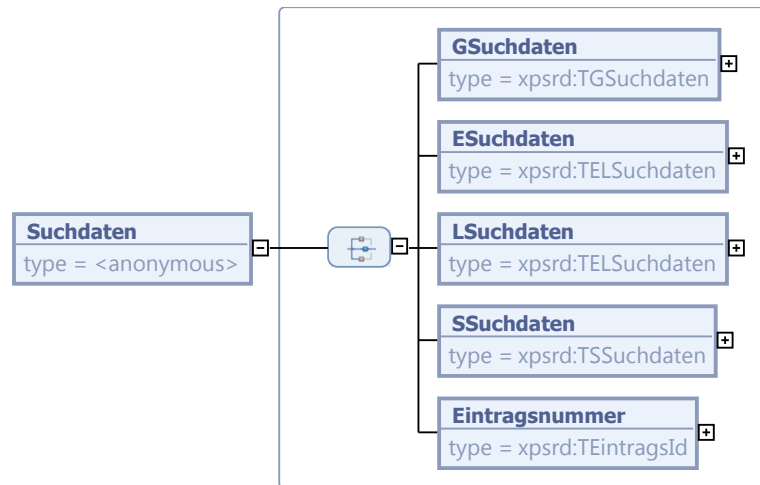 GSuchdaten
type = xpsrd:TGSuchdaten
ESuchdaten
type = xpsrd:TELSuchdaten
Suchdaten
type = <anonymous>
LSuchdaten
type = xpsrd:TELSuchdaten
SSuchdaten
type = xpsrd:TSSuchdaten
Eintragsnummer
type = xpsrd:TEintragsId